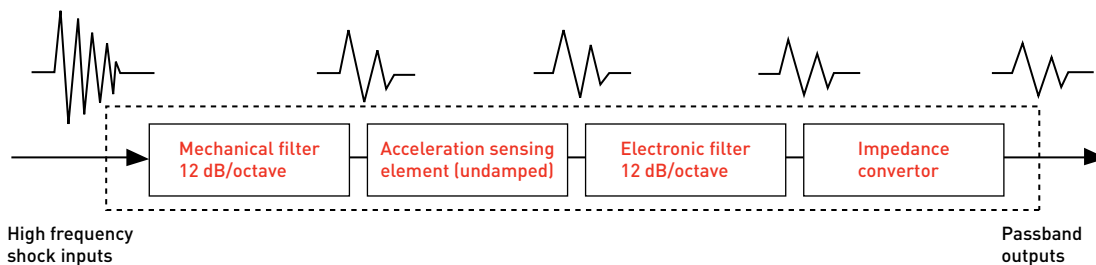 Mechanical filter
12 dB/octave
Acceleration sensing
element (undamped)
Electronic filter
12 dB/octave
Impedance
convertor
High frequency
shock inputs
Passband
outputs